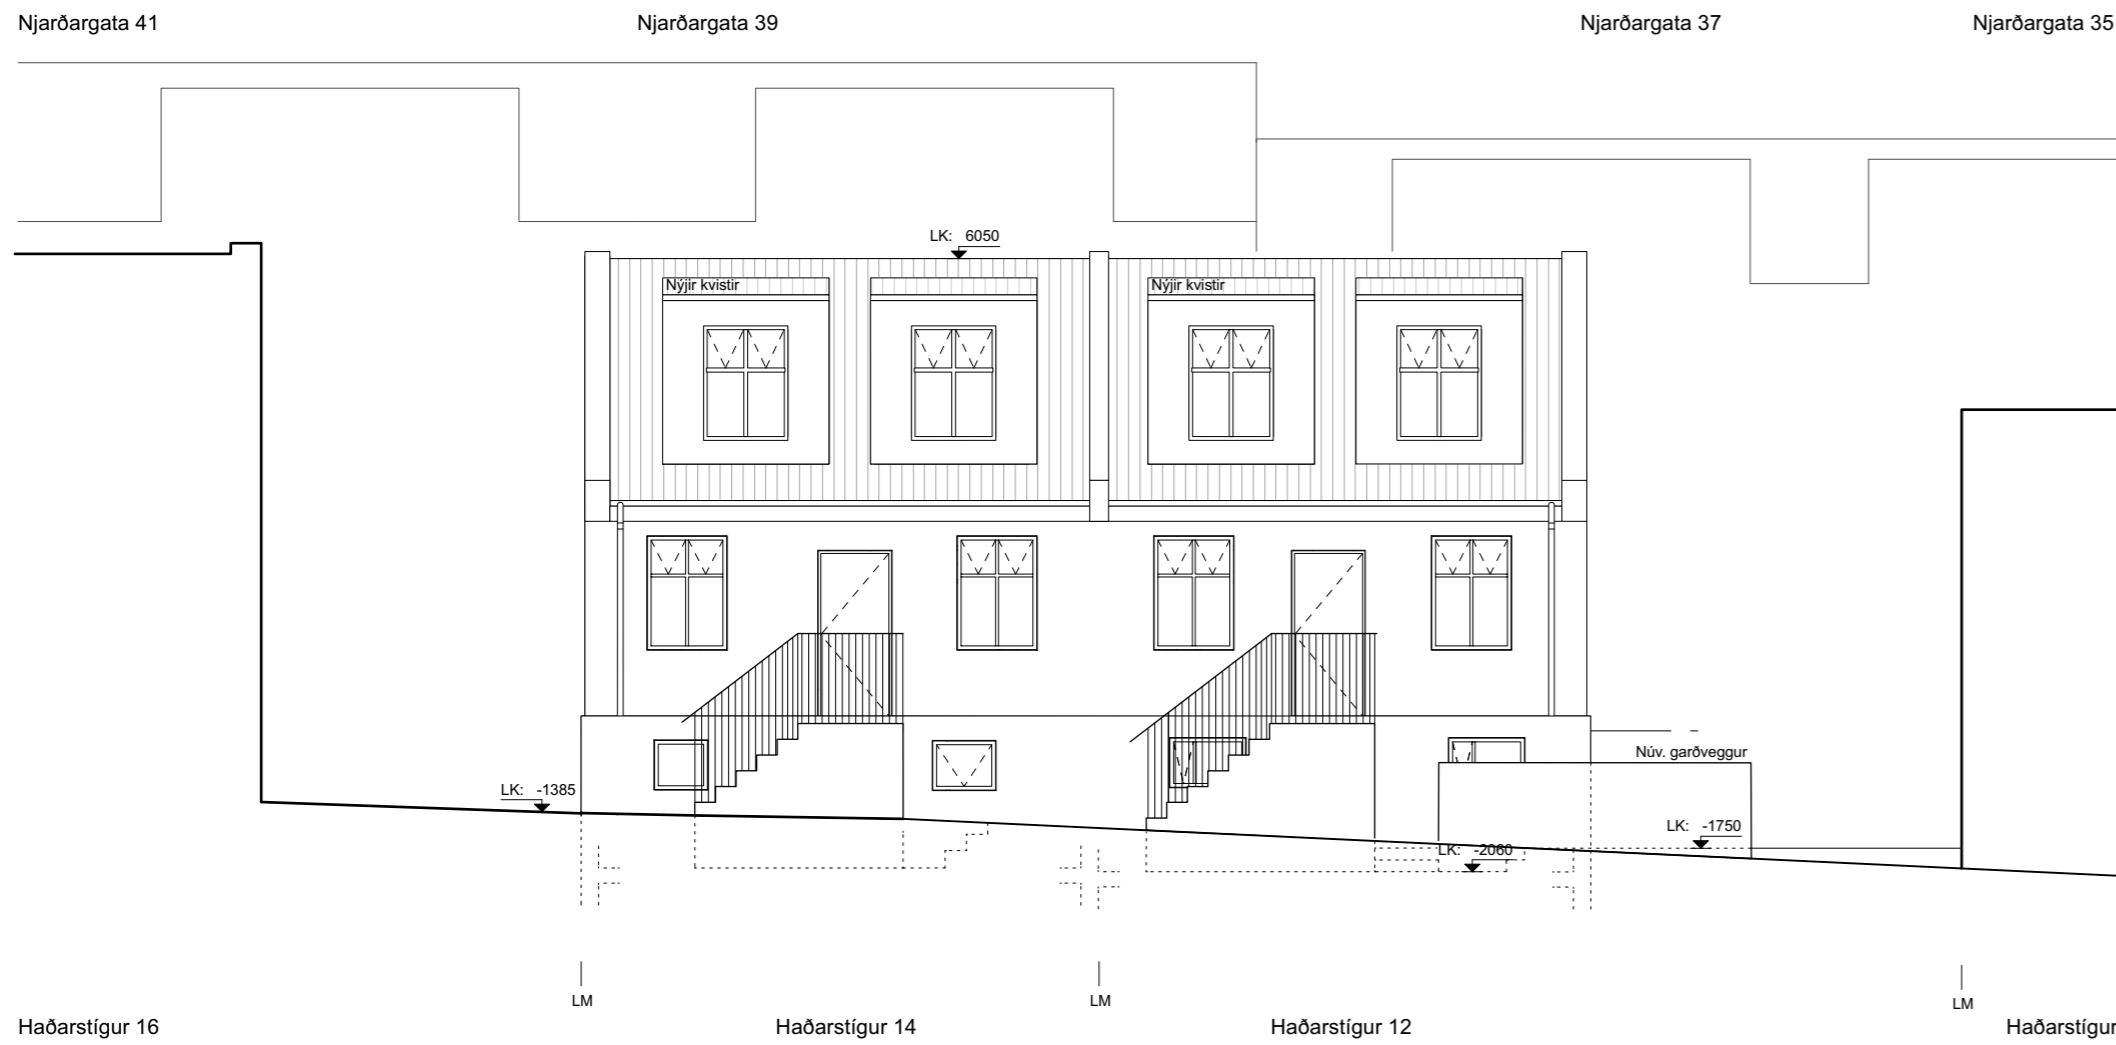 Njarðargata 41
Njarðargata 39
Njarðargata 37
Njarðargata 35
LK: 6050
Nýjir kvistir
Nýjir kvistir
Núv. garðveggur
LK: -1385
LK: -1750
LK: -2060
LM
LM
LM
Haðarstígur 16
Haðarstígur 14
Haðarstígur 12
Haðarstígur